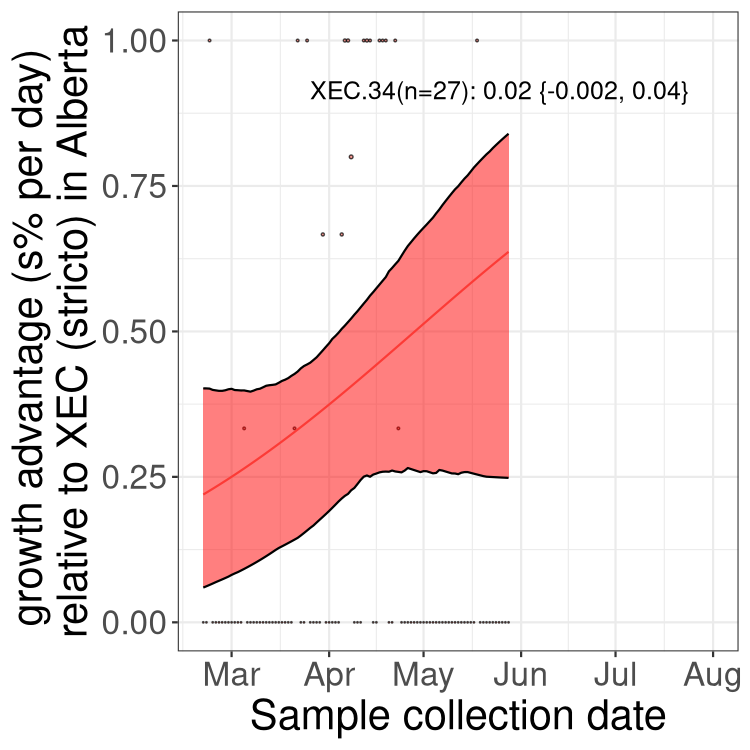 growth advantage (s% per day)
relative to XEC (stricto) in Alberta
1.00
0.75
0.50
0.25
0.00
XEC.34(n=27): 0.02 {-0.002, 0.04}
Mar Apr May Jun Jul Aug
Sample collection date